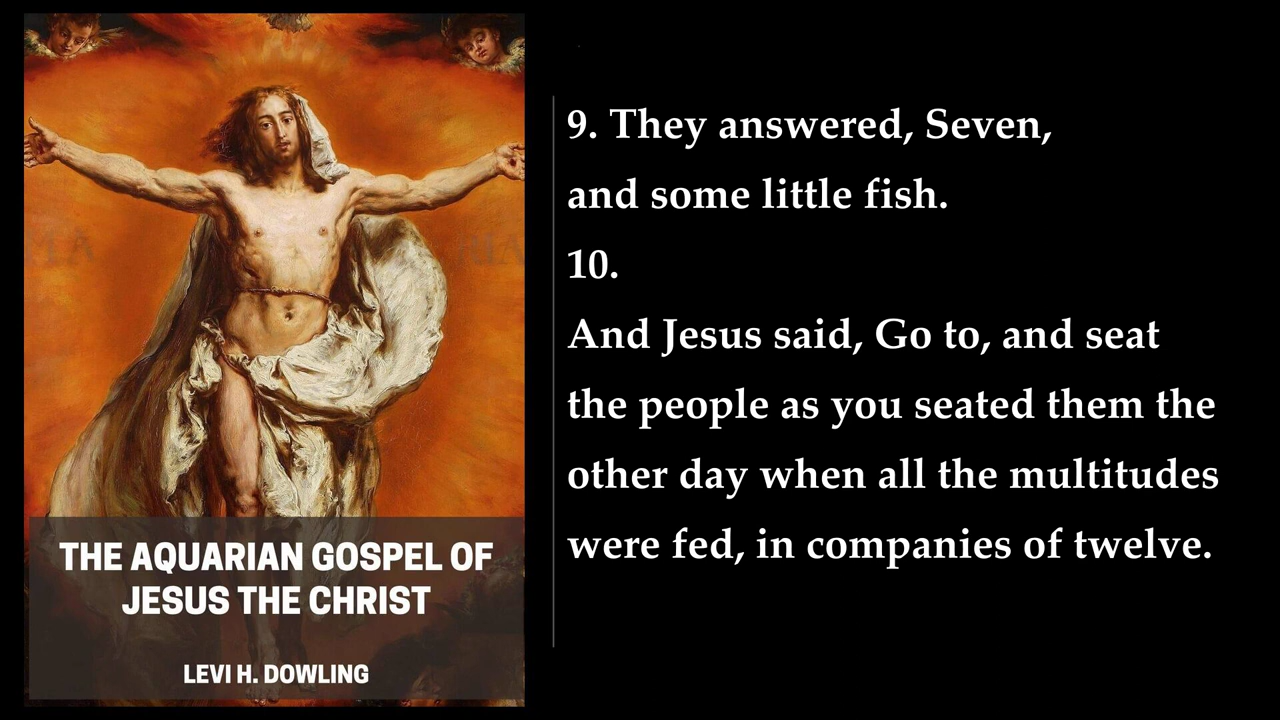 THE AQUARIAN GOSPEL OF
JESUS THE CHRIST
LEVI H. DOWLING
9. They answered, Seven,
and some little fish.
10.
And Jesus said, Go to, and seat
the people as you seated them the
other day when all the multitudes
were fed, in companies of twelve.